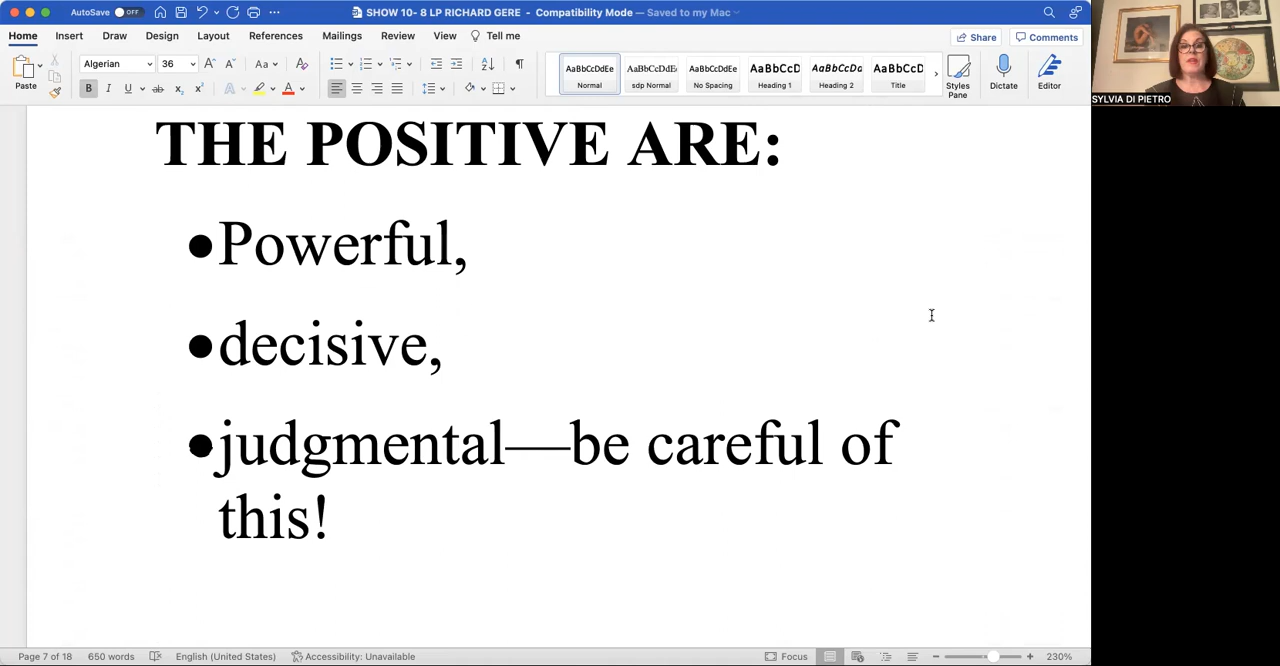 AutoSave OFF
SHOW 10- 8 LP RICHARD GERE - Compatibility Mode — Saved to my Mac
Home Insert Draw Design Layout References Mailings Review View Tell me
Share Comments
Paste
Algerian 36
AaBbCcDdEe AaBbCcDdEe AaBbCcDdEe AaBbCcD AaBbCcDc AaBbCcD
Normal sdp Normal No Spacing Heading 1 Heading 2 Title
Styles Pane
Dictate
Editor
SYLVIA DI PIETRO
THE POSITIVE ARE:
•Powerful,
•decisive,
•judgmental—be careful of
this!
Page 7 of 18 650 words English (United States) Accessibility: Unavailable Focus 230%